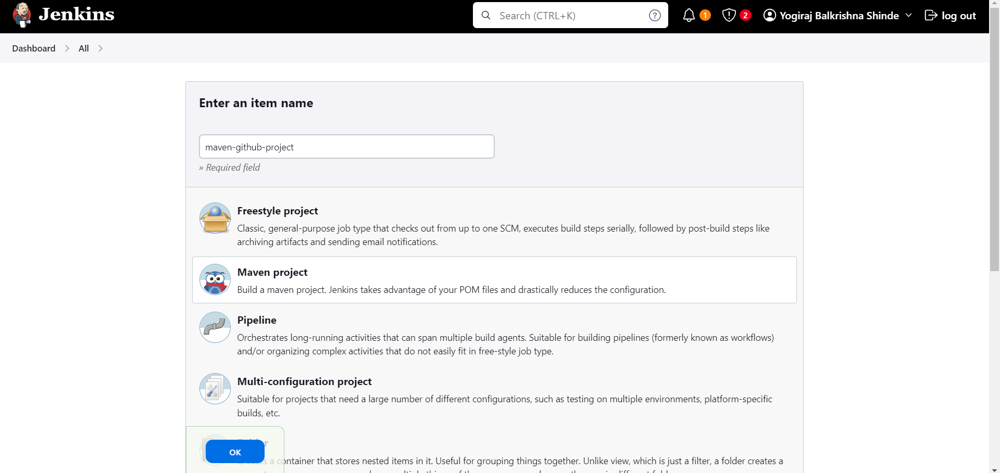 Jenkins
Search (CTRL+K)
1
2
Yogiraj Balkrishna Shinde
log out
Dashboard
All
Enter an item name
maven-github-project
» Required field
Freestyle project
Classic, general-purpose job type that checks out from up to one SCM, executes build steps serially, followed by post-build steps like
archiving artifacts and sending email notifications.
Maven project
Build a maven project. Jenkins takes advantage of your POM files and drastically reduces the configuration.
Pipeline
Orchestrates long-running activities that can span multiple build agents. Suitable for building pipelines (formerly known as workflows)
and/or organizing complex activities that do not easily fit in free-style job type.
Multi-configuration project
Suitable for projects that need a large number of different configurations, such as testing on multiple environments, platform-specific
builds, etc.
OK
a container that stores nested items in it. Useful for grouping things together. Unlike view, which is just a filter, a folder creates a